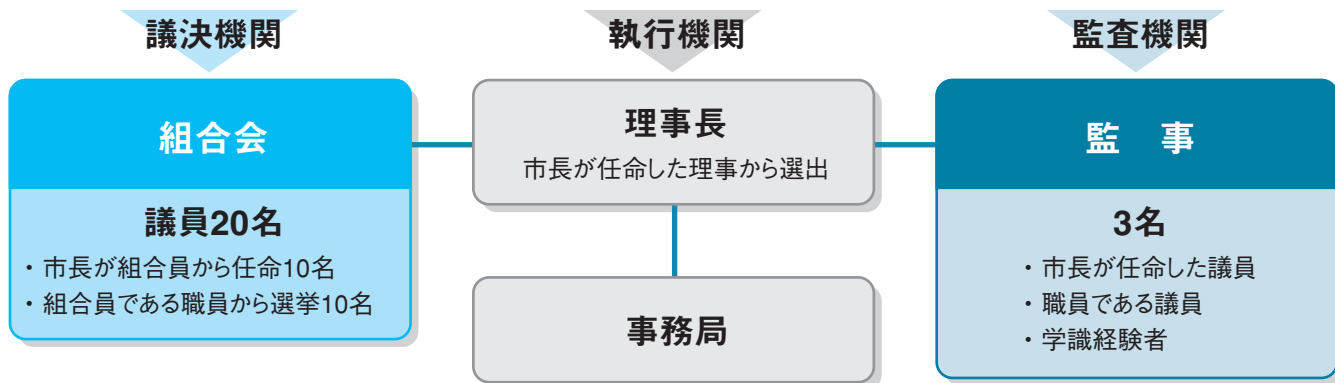 議決機関
組合会
議員20名
・ 市長が組合員から任命10名
・ 組合員である職員から選挙10名
執行機関
理事長
市長が任命した理事から選出
事務局
監査機関
監　事
3名
・ 市長が任命した議員
・ 職員である議員
・ 学識経験者